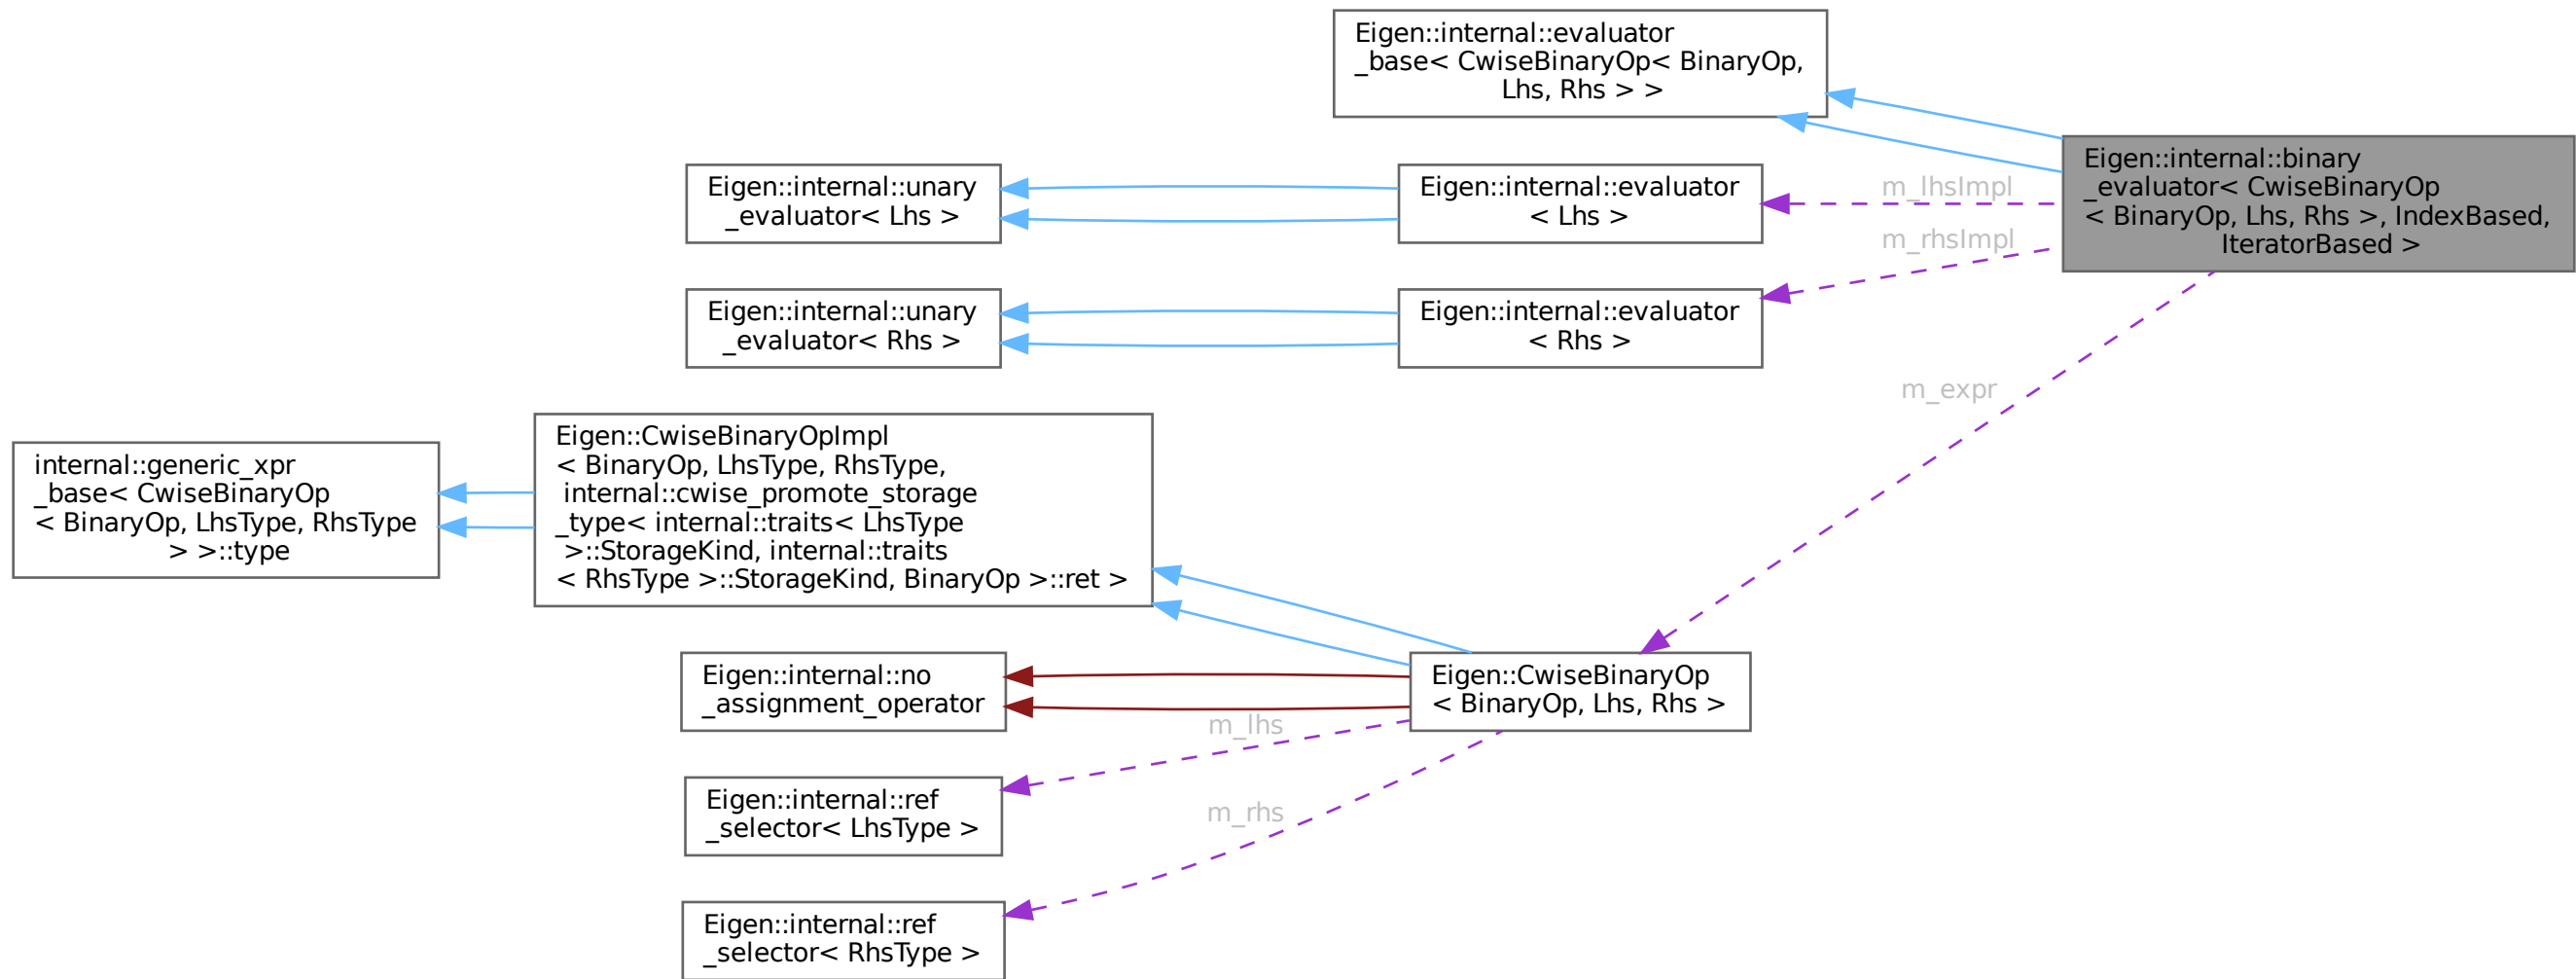 Eigen::internal::evaluator
_base< CwiseBinaryOp< BinaryOp,
Lhs, Rhs > >
Eigen::internal::binary
_evaluator< CwiseBinaryOp
< BinaryOp, Lhs, Rhs >, IndexBased,
IteratorBased >
Eigen::internal::unary
_evaluator< Lhs >
Eigen::internal::evaluator
< Lhs >
m_lhsImpl
m_rhsImpl
Eigen::internal::unary
_evaluator< Rhs >
Eigen::internal::evaluator
< Rhs >
m_expr
internal::generic_xpr
_base< CwiseBinaryOp
< BinaryOp, LhsType, RhsType
> >::type
Eigen::CwiseBinaryOpImpl
< BinaryOp, LhsType, RhsType,
internal::cwise_promote_storage
_type< internal::traits< LhsType
>::StorageKind, internal::traits
< RhsType >::StorageKind, BinaryOp >::ret >
Eigen::internal::no
_assignment_operator
Eigen::CwiseBinaryOp
< BinaryOp, Lhs, Rhs >
m_lhs
Eigen::internal::ref
_selector< LhsType >
m_rhs
Eigen::internal::ref
_selector< RhsType >